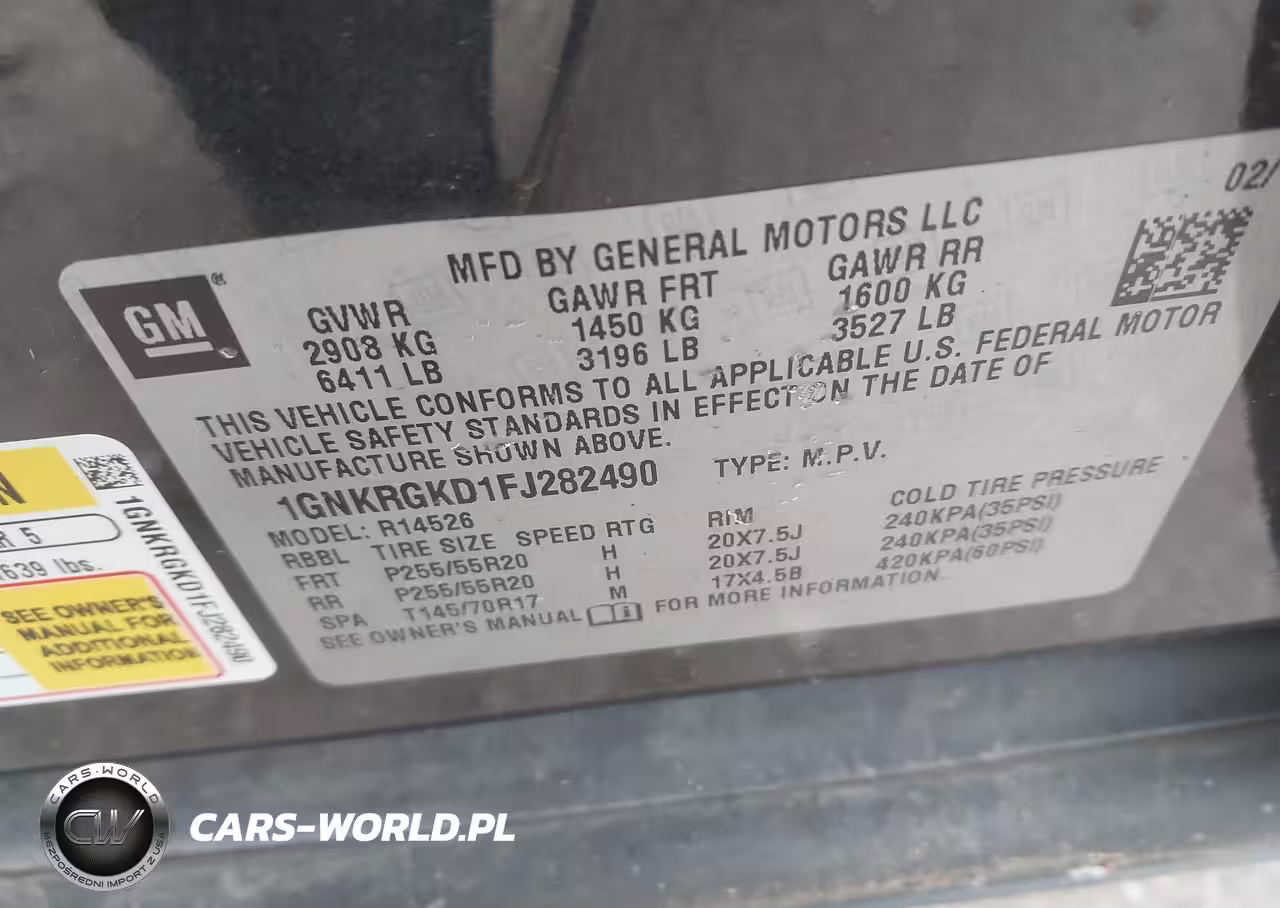 02/
MFD BY GENERAL MOTORS LLC
GM®
GVWR GAWR FRT GAWR RR
2908 KG 1450 KG 1600 KG
6411 LB 3196 LB 3527 LB
THIS VEHICLE CONFORMS TO ALL APPLICABLE U.S. FEDERAL MOTOR
VEHICLE SAFETY STANDARDS IN EFFECT ON THE DATE OF
MANUFACTURE SHOWN ABOVE.
1GNKRGKD1FJ282490 TYPE: M.P.V.
MODEL: R14526
RBBL TIRE SIZE SPEED RTG RIM COLD TIRE PRESSURE
FRT P255/55R20 H 20X7.5J 240KPA(35PSI)
RR P255/55R20 H 20X7.5J 240KPA(35PSI)
SPA T145/70R17 M 17X4.5B 420KPA(60PSI)
SEE OWNER'S MANUAL FOR MORE INFORMATION.
N
R 5
639 lbs.
SEE OWNER'S
MANUAL FOR
ADDITIONAL
INFORMATION
1GNKRGKD1FJ282490
CARS-WORLD
CW
BEZPOŚREDNI IMPORT Z USA
CARS-WORLD.PL